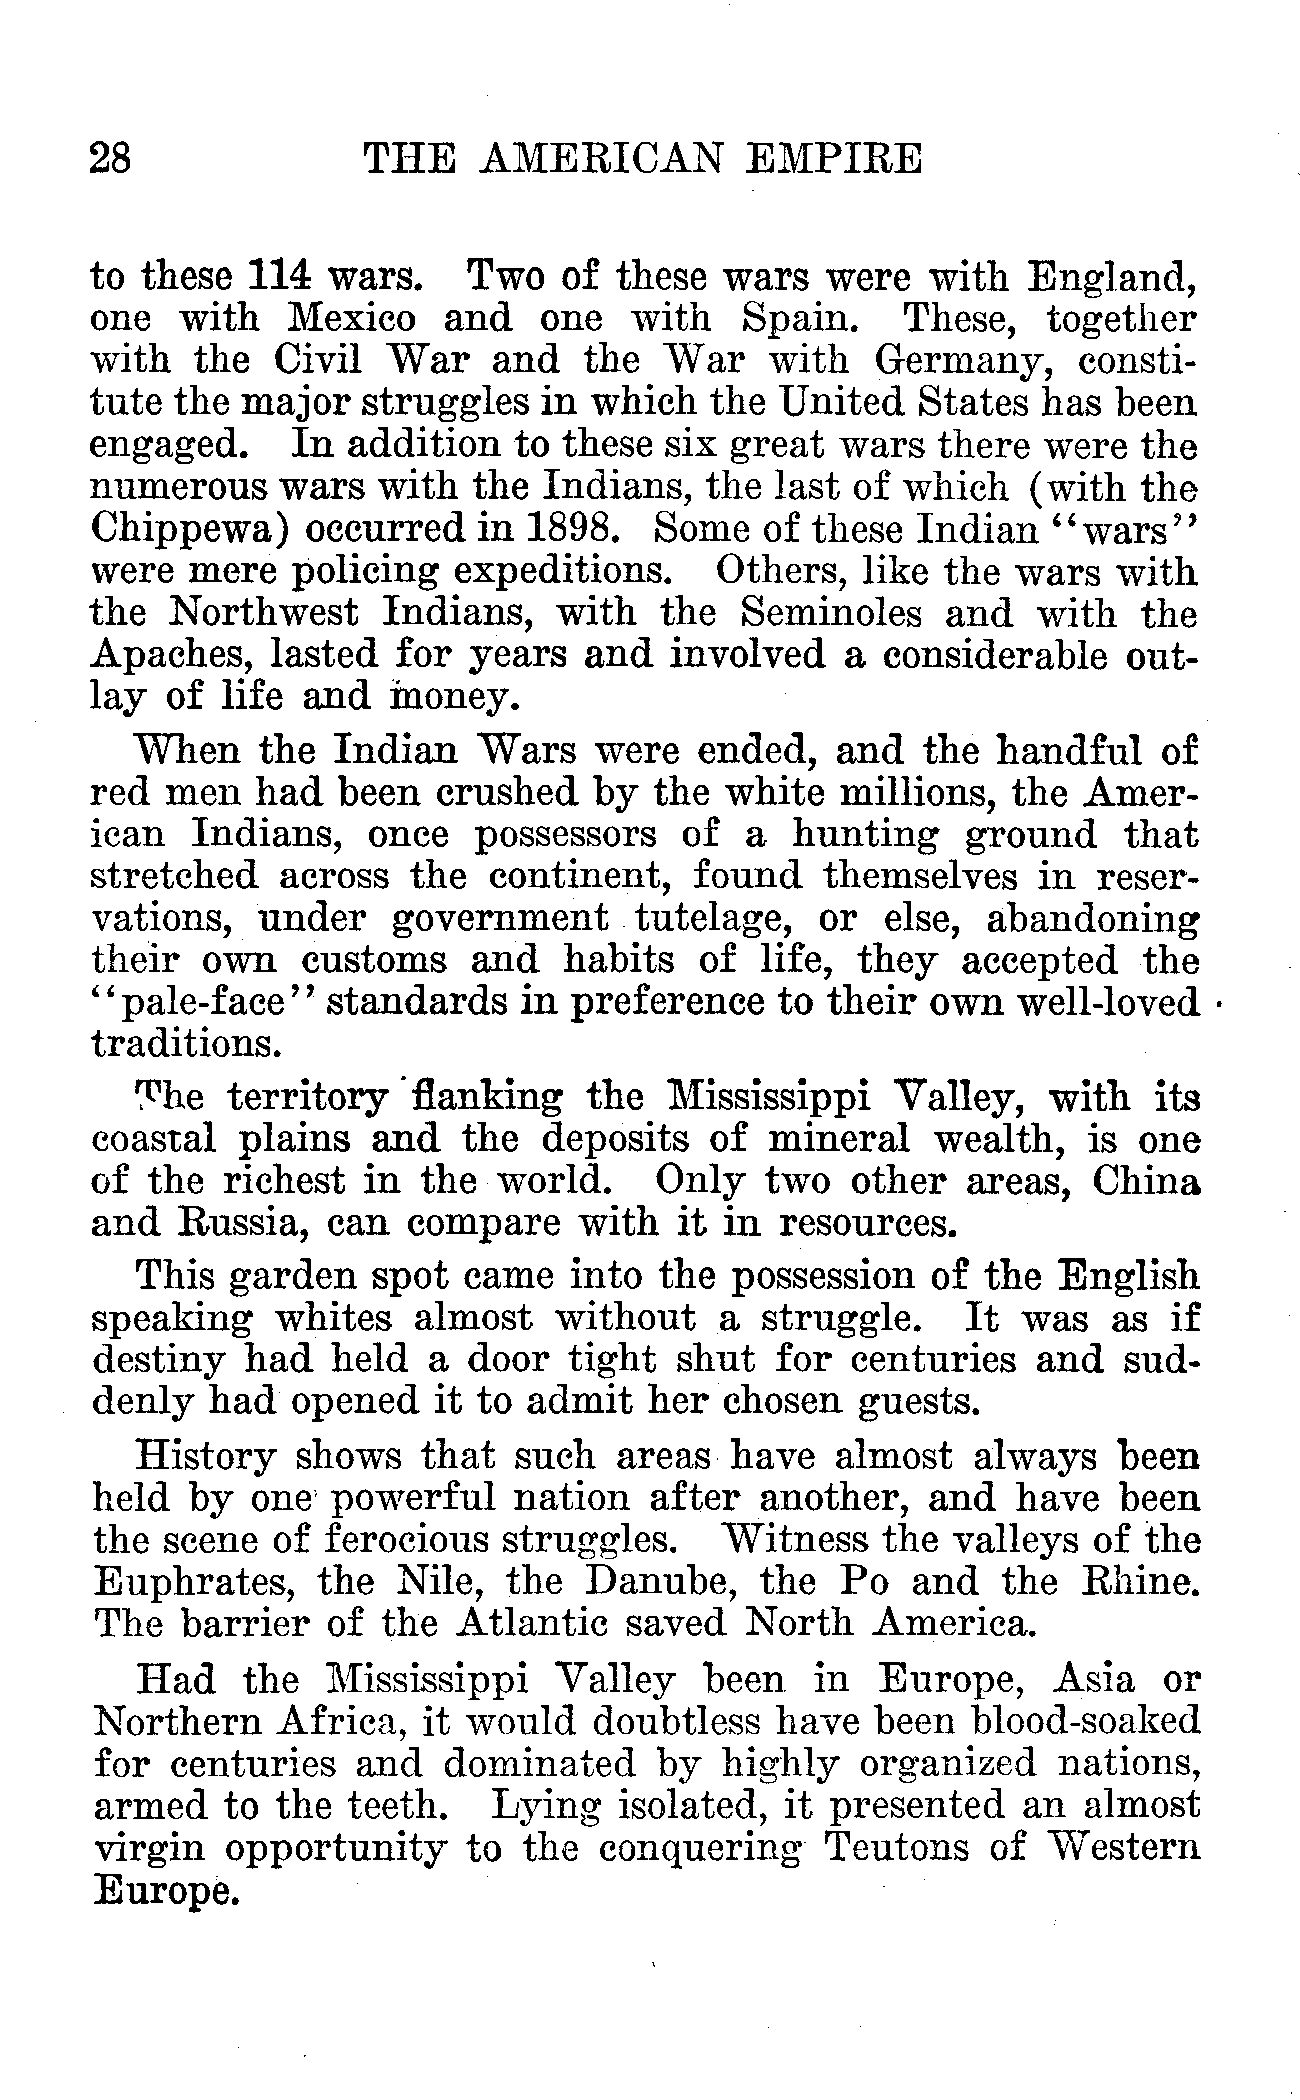 28 THE AMERICAN EMPIRE
to these 114 wars. Two of these wars were with England,
one with Mexico and one with Spain. These, together
with the Civil War and the War with Germany, consti-
tute the major struggles in which the United States has been
engaged. In addition to these six great wars there were the
numerous wars with the Indians, the last of which (with the
Chippewa) occurred in 1898. Some of these Indian "wars"
were mere policing expeditions. Others, like the wars with
the Northwest Indians, with the Seminoles and with the
Apaches, lasted for years and involved a considerable out-
lay of life and money.
When the Indian Wars were ended, and the handful of
red men had been crushed by the white millions, the Amer-
ican Indians, once possessors of a hunting ground that
stretched across the continent, found themselves in reser-
vations, under government tutelage, or else, abandoning
their own customs and habits of life, they accepted the
"pale-face" standards in preference to their own well-loved
traditions.
The territory flanking the Mississippi Valley, with its
coastal plains and the deposits of mineral wealth, is one
of the richest in the world. Only two other areas, China
and Russia, can compare with it in resources.
This garden spot came into the possession of the English
speaking whites almost without a struggle. It was as if
destiny had held a door tight shut for centuries and sud-
denly had opened it to admit her chosen guests.
History shows that such areas have almost always been
held by one powerful nation after another, and have been
the scene of ferocious struggles. Witness the valleys of the
Euphrates, the Nile, the Danube, the Po and the Rhine.
The barrier of the Atlantic saved North America.
Had the Mississippi Valley been in Europe, Asia or
Northern Africa, it would doubtless have been blood-soaked
for centuries and dominated by highly organized nations,
armed to the teeth. Lying isolated, it presented an almost
virgin opportunity to the conquering Teutons of Western
Europe.